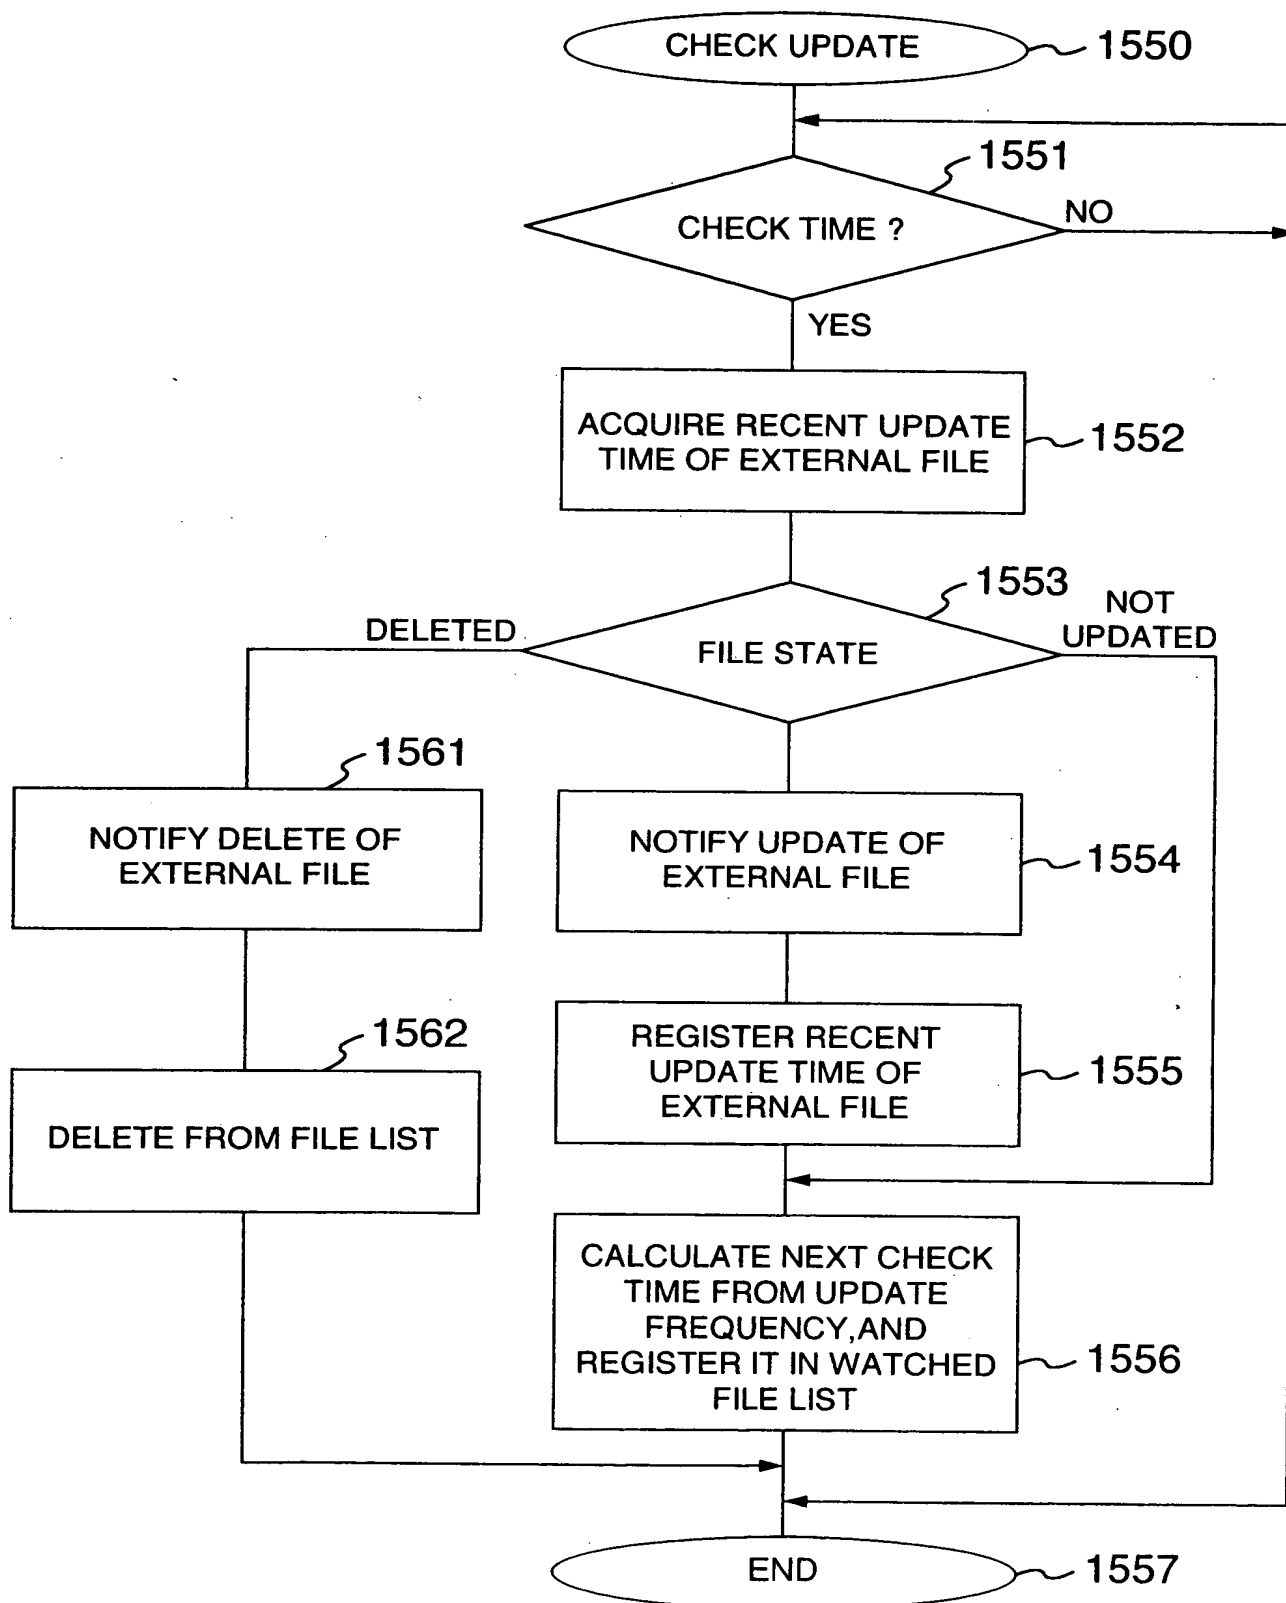 CHECK UPDATE
1550
1551
CHECK TIME ?
NO
YES
ACQUIRE RECENT UPDATE
TIME OF EXTERNAL FILE
1552
1553
NOT
UPDATED
DELETED
FILE STATE
1561
NOTIFY DELETE OF
EXTERNAL FILE
NOTIFY UPDATE OF
EXTERNAL FILE
1554
1562
DELETE FROM FILE LIST
REGISTER RECENT
UPDATE TIME OF
EXTERNAL FILE
1555
CALCULATE NEXT CHECK
TIME FROM UPDATE
FREQUENCY,AND
REGISTER IT IN WATCHED
FILE LIST
1556
END
1557